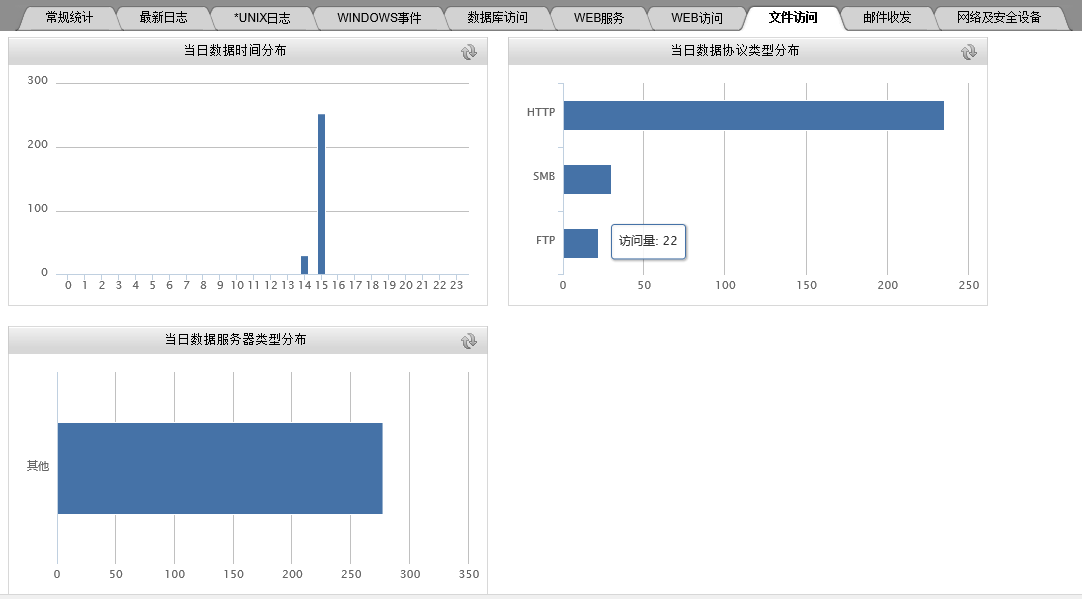 常规统计 最新日志 *UNIX日志 WINDOWS事件 数据库访问 WEB服务 WEB访问 文件访问 邮件收发 网络及安全设备
当日数据时间分布
300
200
100
0
0 1 2 3 4 5 6 7 8 9 10 11 12 13 14 15 16 17 18 19 20 21 22 23
当日数据协议类型分布
HTTP
SMB
FTP
访问量: 22
0 50 100 150 200 250
当日数据服务器类型分布
其他
0 50 100 150 200 250 300 350